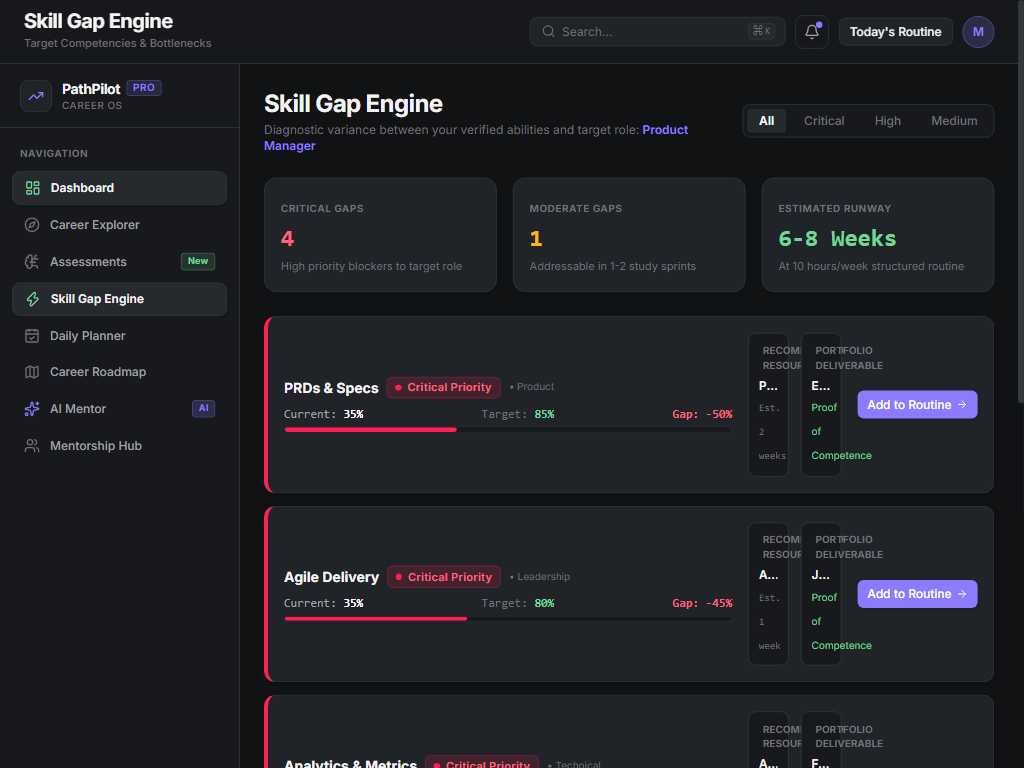 Skill Gap Engine
Target Competencies & Bottlenecks
Search...
⌘K
Today's Routine
M
PathPilot PRO
CAREER OS
NAVIGATION
Dashboard
Career Explorer
Assessments New
Skill Gap Engine
Daily Planner
Career Roadmap
AI Mentor AI
Mentorship Hub
Skill Gap Engine
Diagnostic variance between your verified abilities and target role: Product
Manager
All Critical High Medium
CRITICAL GAPS
4
High priority blockers to target role
MODERATE GAPS
1
Addressable in 1-2 study sprints
ESTIMATED RUNWAY
6-8 Weeks
At 10 hours/week structured routine
PRDs & Specs Critical Priority • Product
Current: 35% Target: 85% Gap: -50%
RECOM
RESOUR
P...
Est.
2
weeks
PORTFOLIO
DELIVERABLE
E...
Proof
of
Competence
Add to Routine →
Agile Delivery Critical Priority • Leadership
Current: 35% Target: 80% Gap: -45%
RECOM
RESOUR
A...
Est.
1
week
PORTFOLIO
DELIVERABLE
J...
Proof
of
Competence
Add to Routine →
Analytics & Metrics Critical Priority • Technical
RECOM
RESOUR
A...
PORTFOLIO
DELIVERABLE
F...